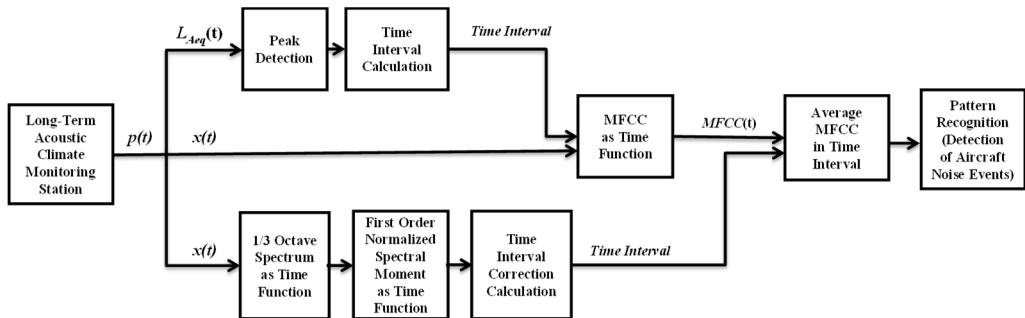 Long-Term
Acoustic
Climate
Monitoring
Station
p(t)
L_Aeq(t)
Peak
Detection
Time
Interval
Calculation
Time Interval
x(t)
MFCC
as Time
Function
MFCC(t)
Average
MFCC
in Time
Interval
Pattern
Recognition
(Detection
of Aircraft
Noise Events)
x(t)
1/3 Octave
Spectrum
as Time
Function
First Order
Normalized
Spectral
Moment
as Time
Function
Time
Interval
Correction
Calculation
Time Interval